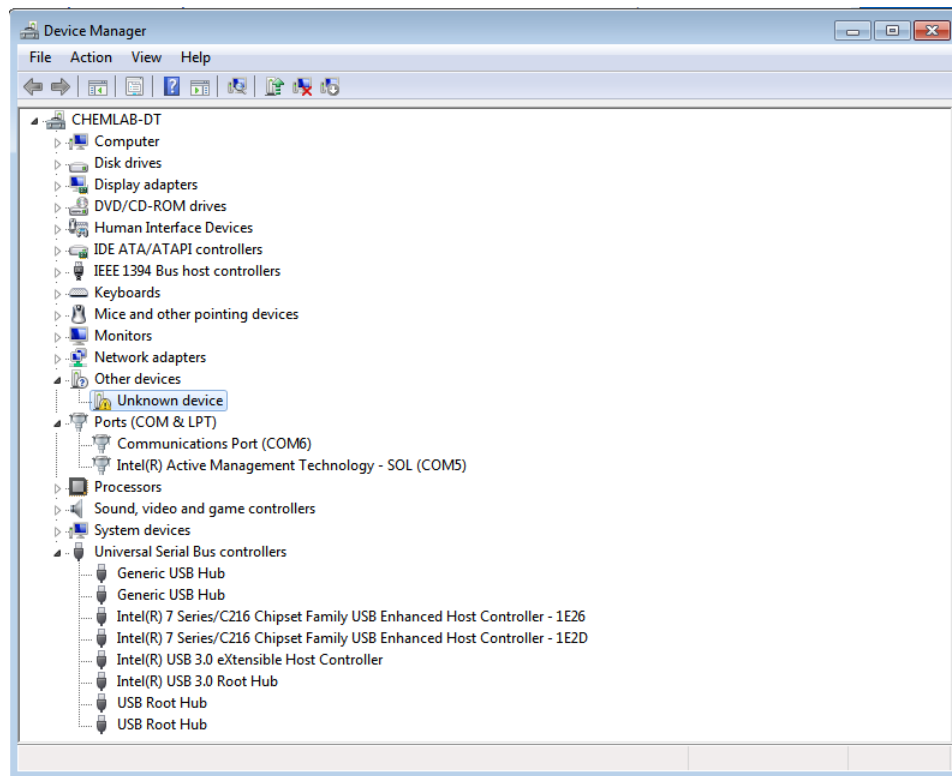 Device Manager
File Action View Help
CHEMLAB-DT
Computer
Disk drives
Display adapters
DVD/CD-ROM drives
Human Interface Devices
IDE ATA/ATAPI controllers
IEEE 1394 Bus host controllers
Keyboards
Mice and other pointing devices
Monitors
Network adapters
Other devices
Unknown device
Ports (COM & LPT)
Communications Port (COM6)
Intel(R) Active Management Technology - SOL (COM5)
Processors
Sound, video and game controllers
System devices
Universal Serial Bus controllers
Generic USB Hub
Generic USB Hub
Intel(R) 7 Series/C216 Chipset Family USB Enhanced Host Controller - 1E26
Intel(R) 7 Series/C216 Chipset Family USB Enhanced Host Controller - 1E2D
Intel(R) USB 3.0 eXtensible Host Controller
Intel(R) USB 3.0 Root Hub
USB Root Hub
USB Root Hub